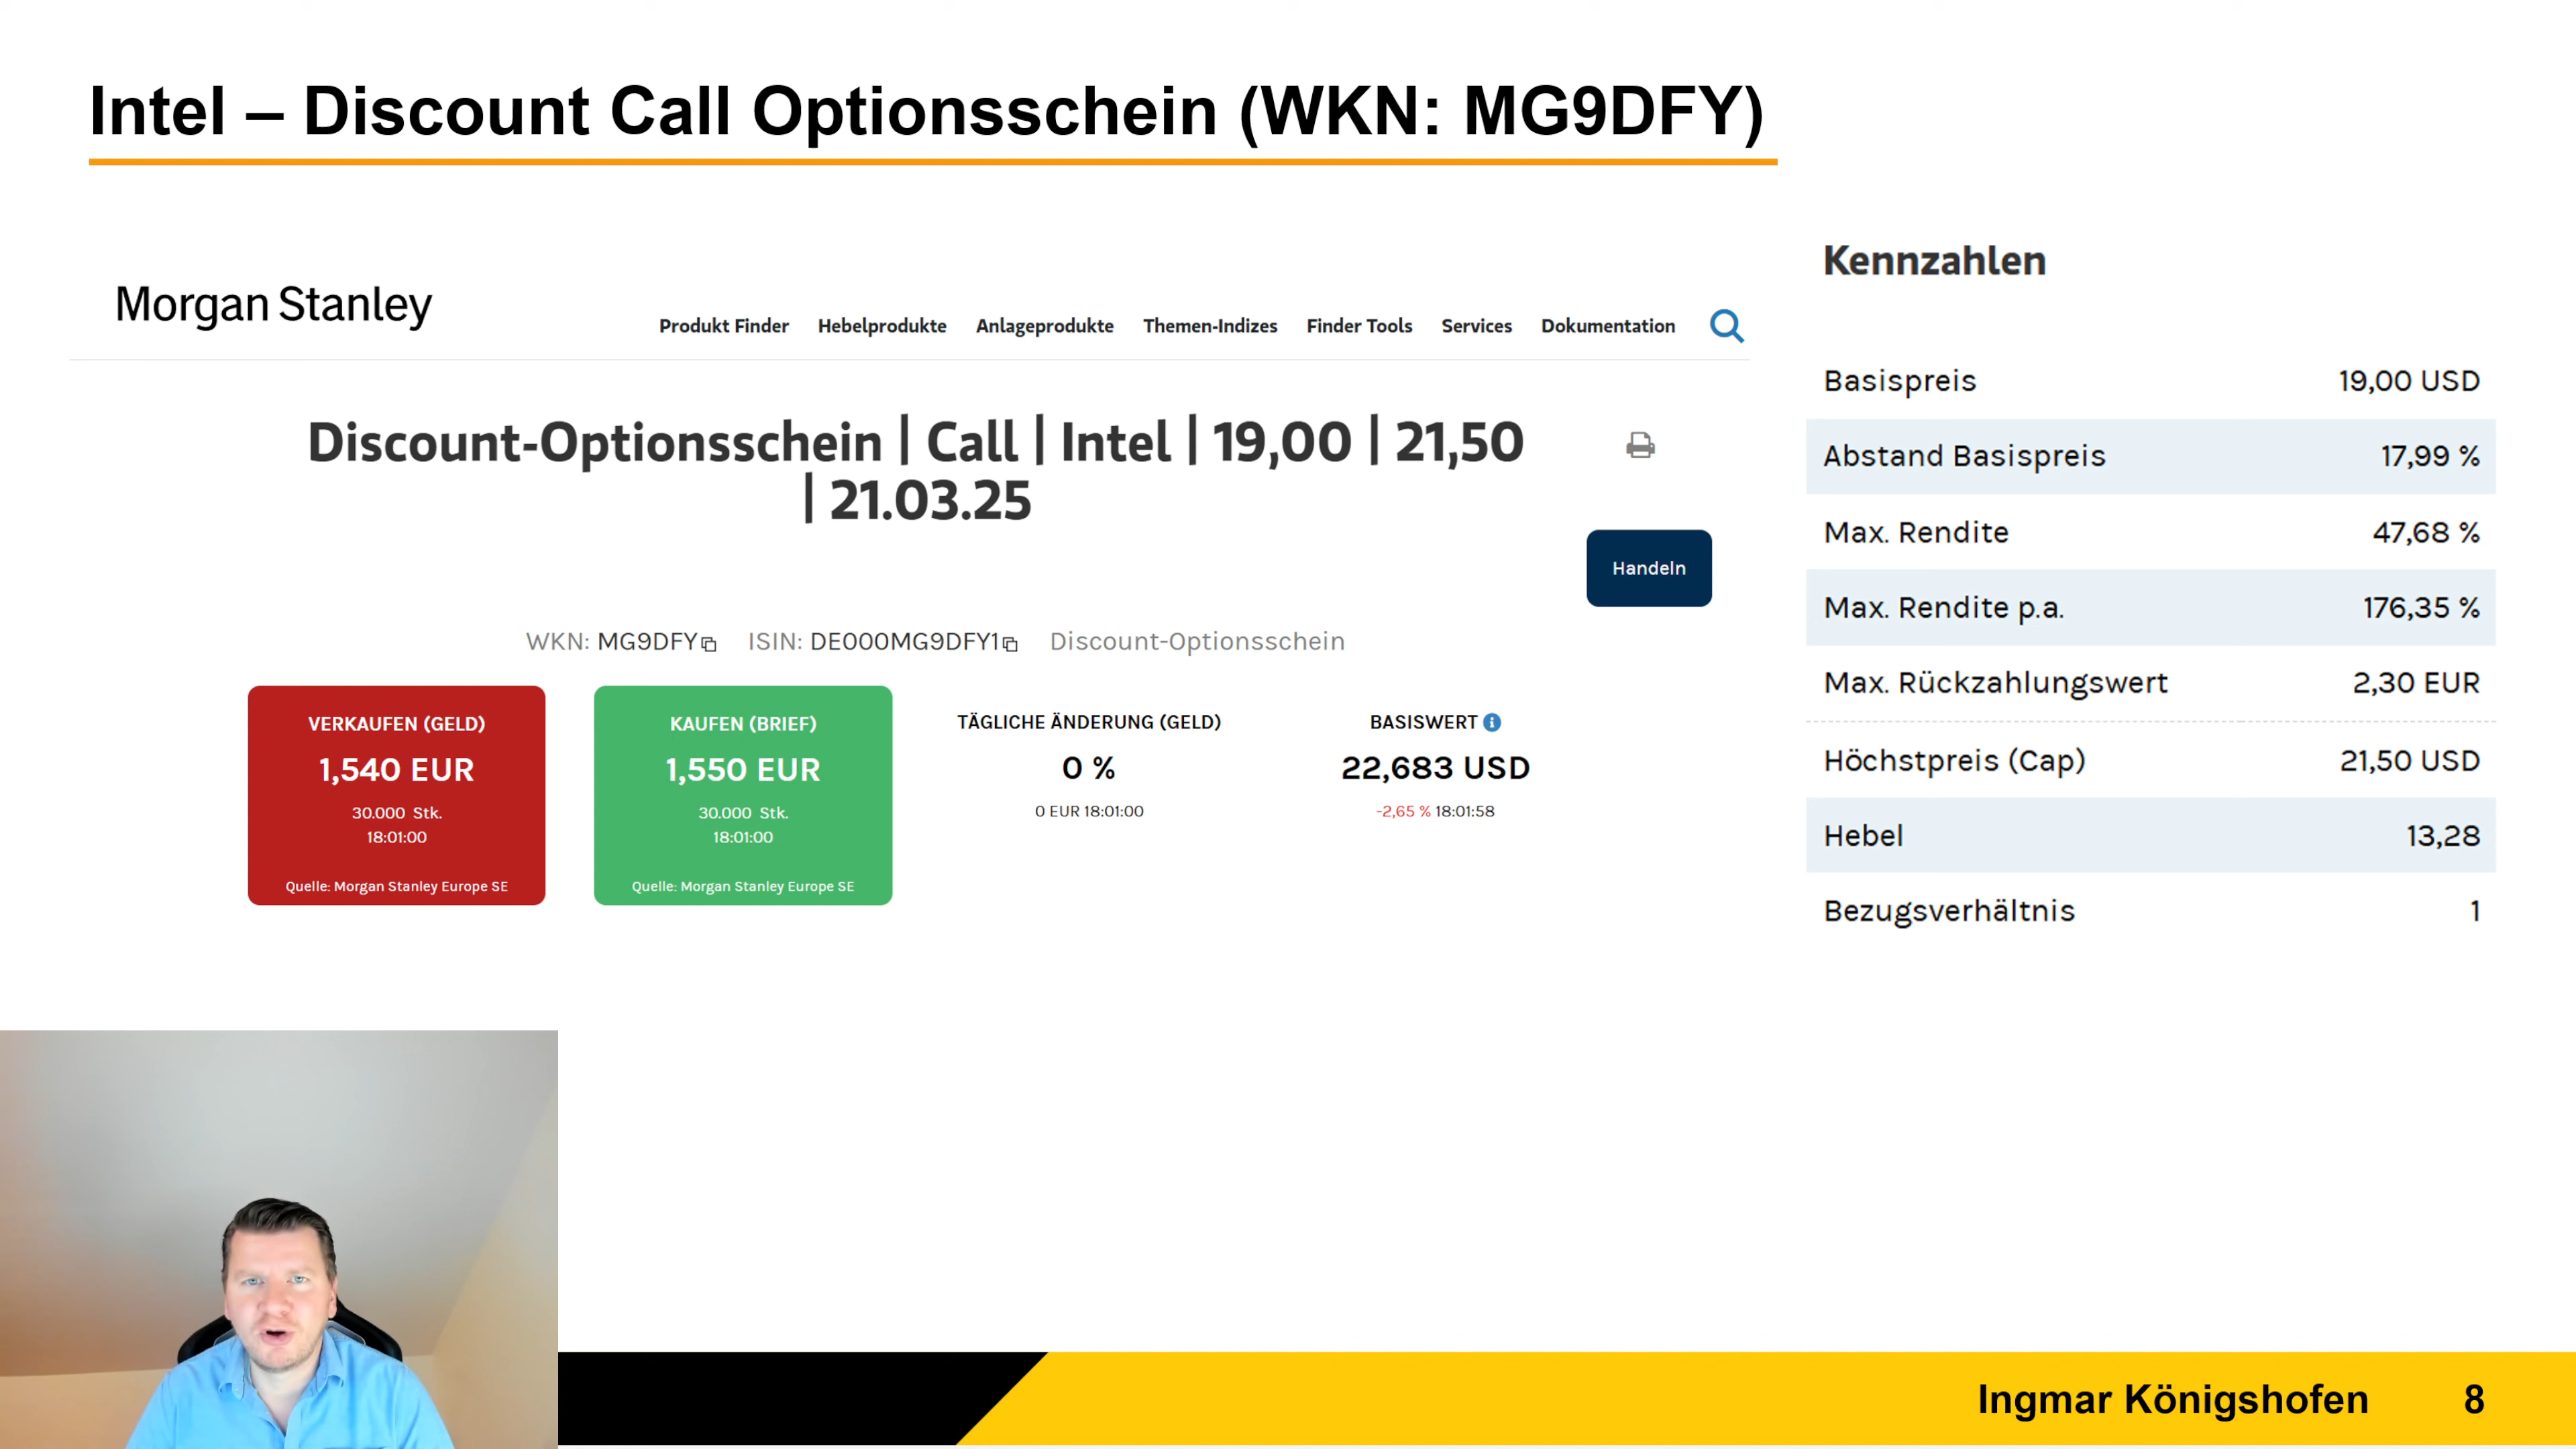 Intel – Discount Call Optionsschein (WKN: MG9DFY)
Morgan Stanley
Produkt Finder Hebelprodukte Anlageprodukte Themen-Indizes Finder Tools Services Dokumentation
Discount-Optionsschein | Call | Intel | 19,00 | 21,50
| 21.03.25
Handeln
WKN: MG9DFY ISIN: DE000MG9DFY1 Discount-Optionsschein
VERKAUFEN (GELD)
1,540 EUR
30.000 Stk.
18:01:00
Quelle: Morgan Stanley Europe SE
KAUFEN (BRIEF)
1,550 EUR
30.000 Stk.
18:01:00
Quelle: Morgan Stanley Europe SE
TÄGLICHE ÄNDERUNG (GELD)
0 %
0 EUR 18:01:00
BASISWERT
22,683 USD
-2,65 % 18:01:58
Kennzahlen
Basispreis 19,00 USD
Abstand Basispreis 17,99 %
Max. Rendite 47,68 %
Max. Rendite p.a. 176,35 %
Max. Rückzahlungswert 2,30 EUR
Höchstpreis (Cap) 21,50 USD
Hebel 13,28
Bezugsverhältnis 1
Ingmar Königshofen 8